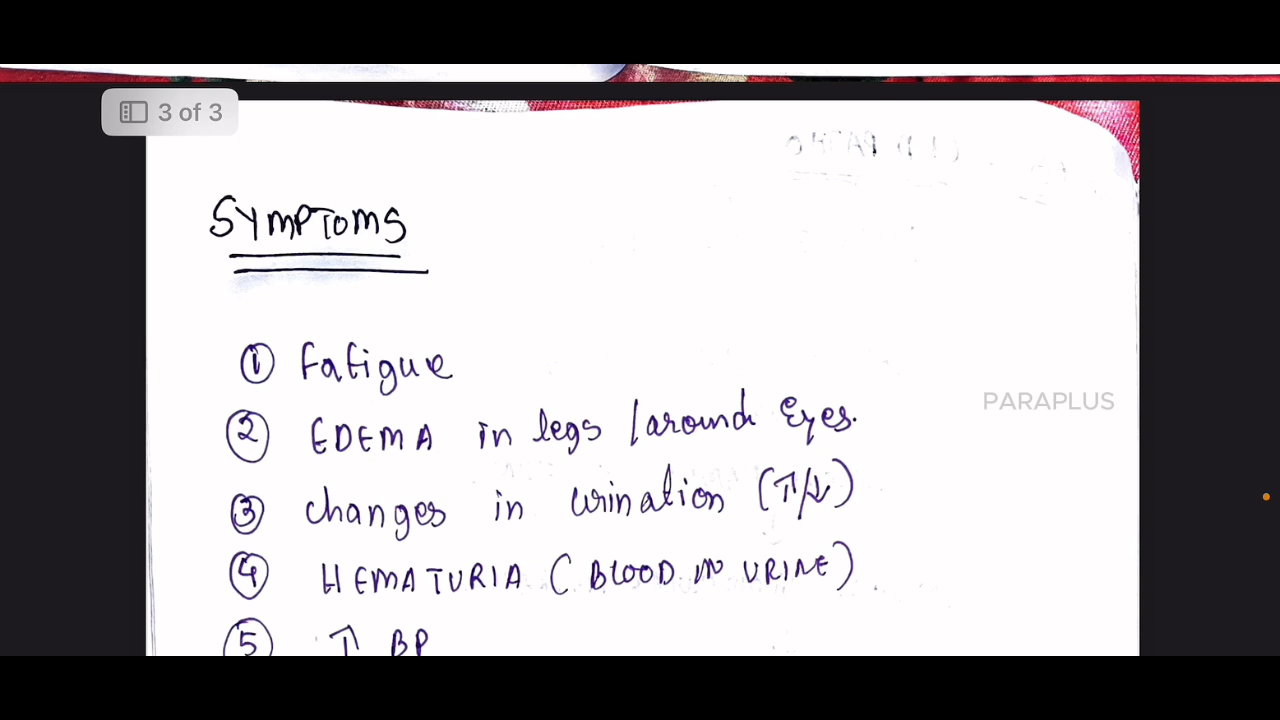 3 of 3
SYMPTOMS
① Fatigue
② EDEMA in legs / around Eyes.
③ changes in urination (↑/↓)
④ HEMATURIA ( BLOOD IN URINE )
PARAPLUS
⑤ ↑ BP